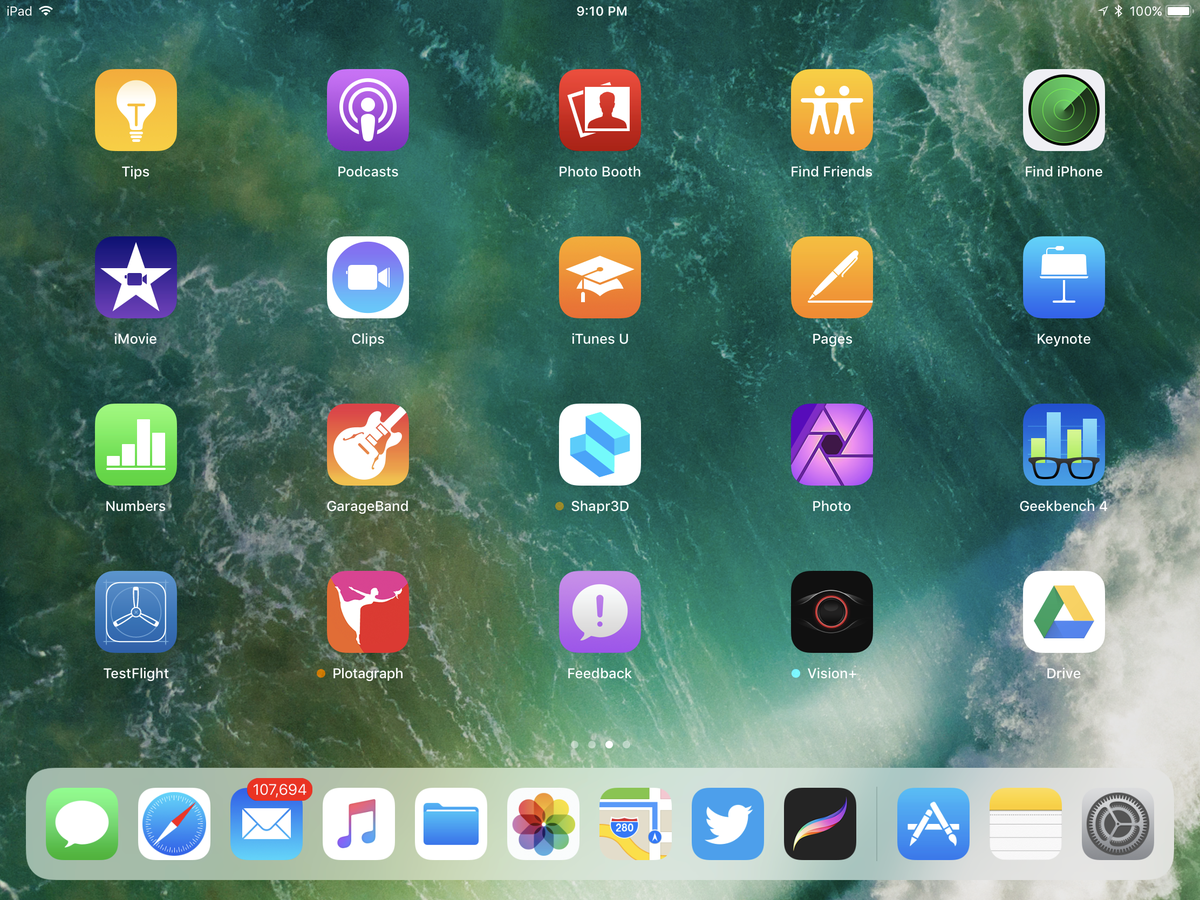 iPad 9:10 PM 100%
Tips Podcasts Photo Booth Find Friends Find iPhone
iMovie Clips iTunes U Pages Keynote
Numbers GarageBand Shapr3D Photo Geekbench 4
TestFlight Plotagraph Feedback Vision+ Drive
107,694
280